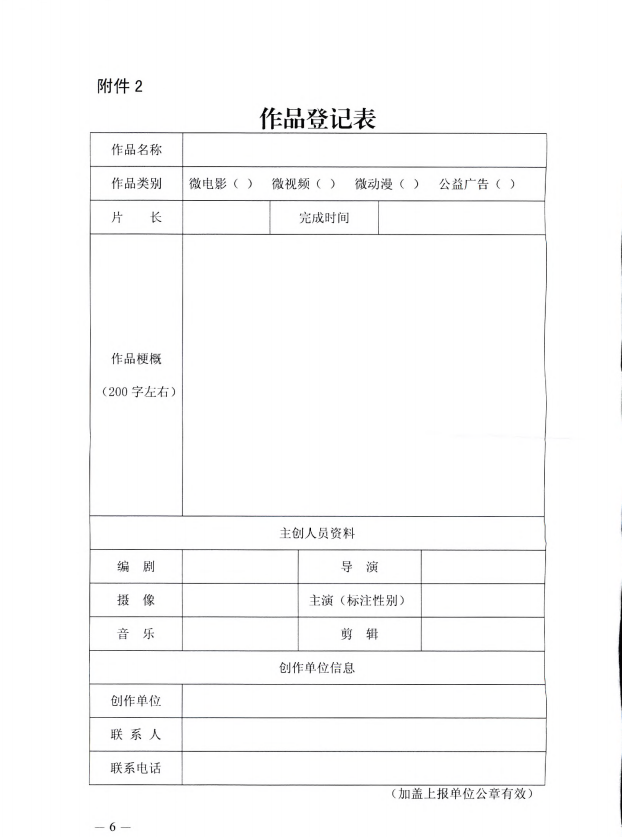 附件 2
作品登记表
作品名称
作品类别 微电影（ ） 微视频（ ） 微动漫（ ） 公益广告（ ）
片 长 完成时间
作品梗概
（200 字左右）
主创人员资料
编 剧 导 演
摄 像 主演（标注性别）
音 乐 剪 辑
创作单位信息
创作单位
联 系 人
联系电话
（加盖上报单位公章有效）
— 6 —